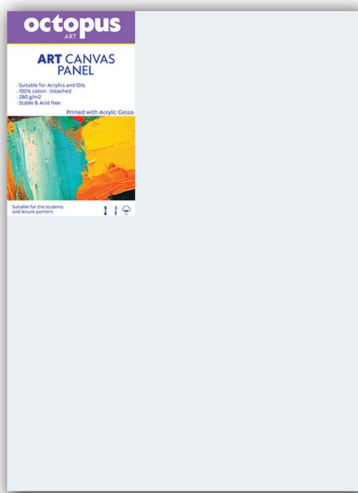 octopus
ART
ART CANVAS
PANEL
· Suitable for Acrylics and Oils
· 100% coton - bleached
· 280 g/m2
· Stable & Acid free
Primed with Acrylic Gesso
Suitable for the students
and leisure painters